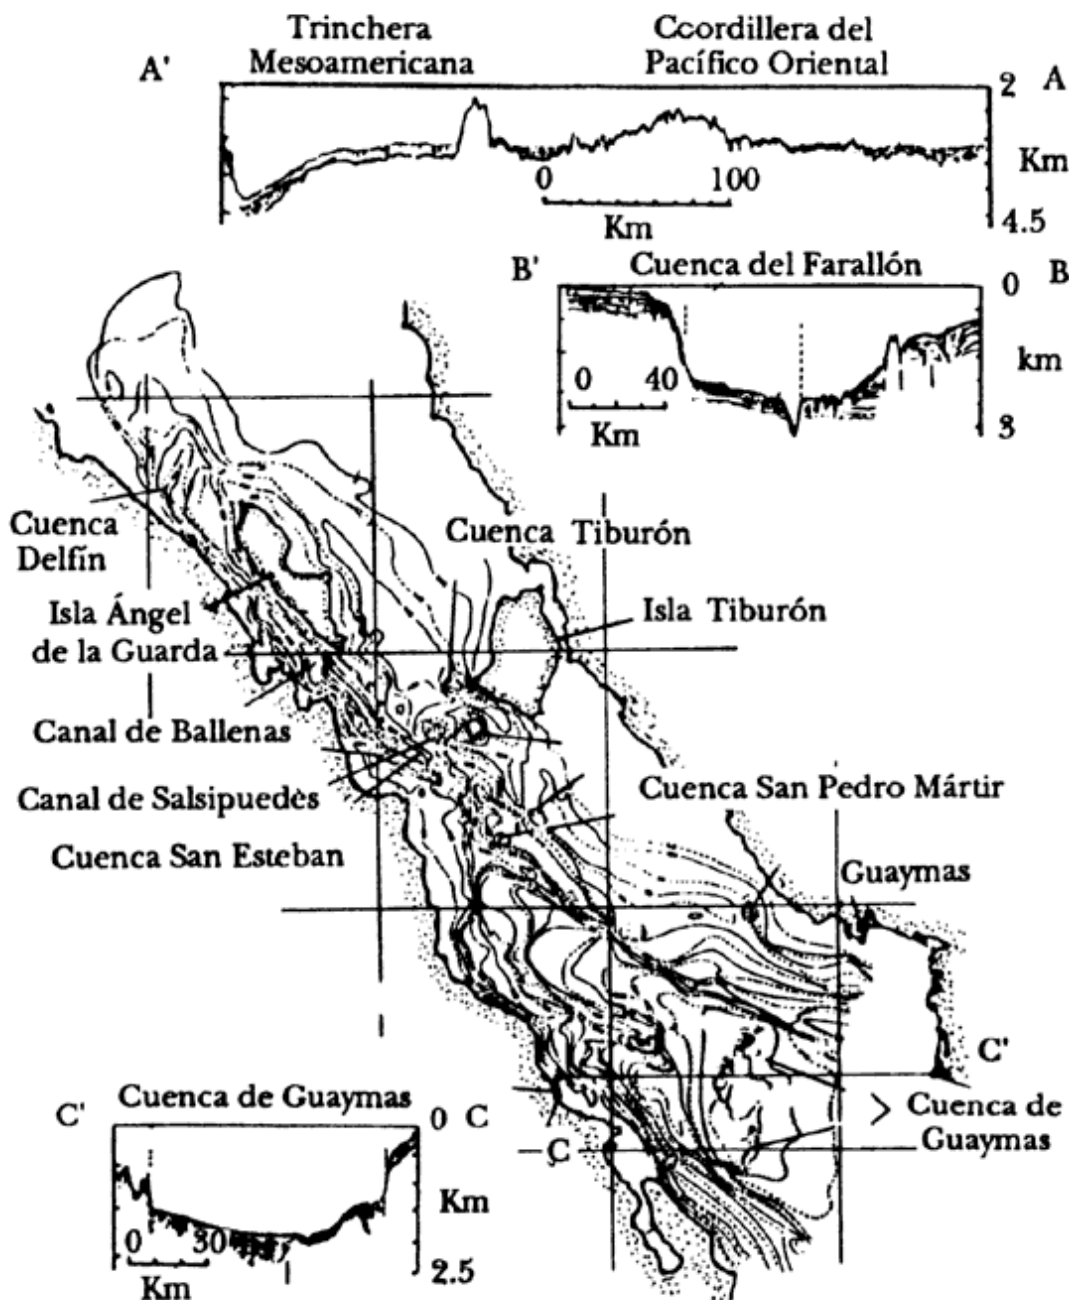 Trinchera
Mesoamericana
Ccordillera del
Pacífico Oriental
A'
2 A
Km
0 100
Km
4.5
B' Cuenca del Farallón 0 B
km
0 40
Km
3
Cuenca
Delfín
Cuenca Tiburón
Isla Ángel
de la Guarda
Isla Tiburón
Canal de Ballenas
Canal de Salsipuedes
Cuenca San Pedro Mártir
Cuenca San Esteban
Guaymas
C'
Cuenca de
Guaymas
C
C' Cuenca de Guaymas 0 C
Km
0 30
Km
2.5